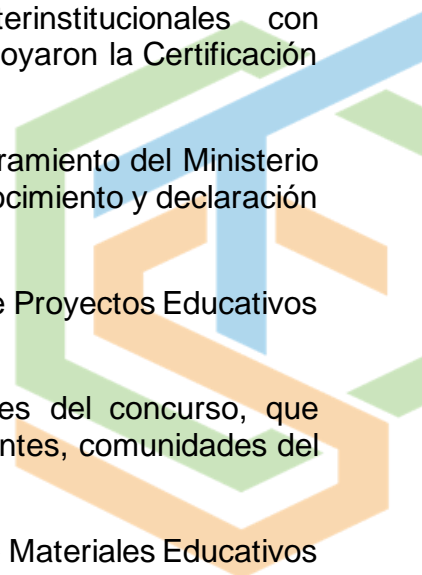 terinstitucionales con
oyaron la Certificación
ramiento del Ministerio
ocimiento y declaración
e Proyectos Educativos
es del concurso, que
ntes, comunidades del
Materiales Educativos